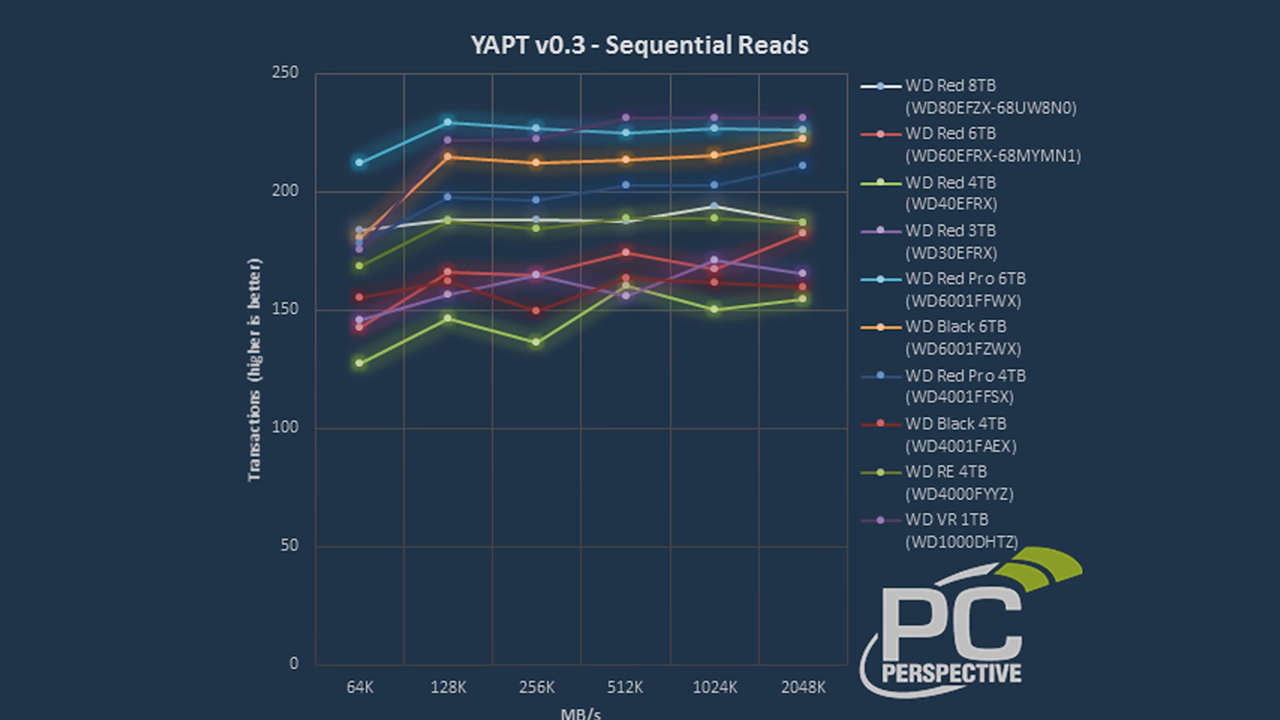 YAPT v0.3 - Sequential Reads
250
200
150
100
50
0
Transactions (higher is better)
64K 128K 256K 512K 1024K 2048K
MB/s
WD Red 8TB
(WD80EFZX-68UW8N0)
WD Red 6TB
(WD60EFRX-68MYMN1)
WD Red 4TB
(WD40EFRX)
WD Red 3TB
(WD30EFRX)
WD Red Pro 6TB
(WD6001FFWX)
WD Black 6TB
(WD6001FZWX)
WD Red Pro 4TB
(WD4001FFSX)
WD Black 4TB
(WD4001FAEX)
WD RE 4TB
(WD4000FYYZ)
WD VR 1TB
(WD1000DHTZ)
PC
PERSPECTIVE